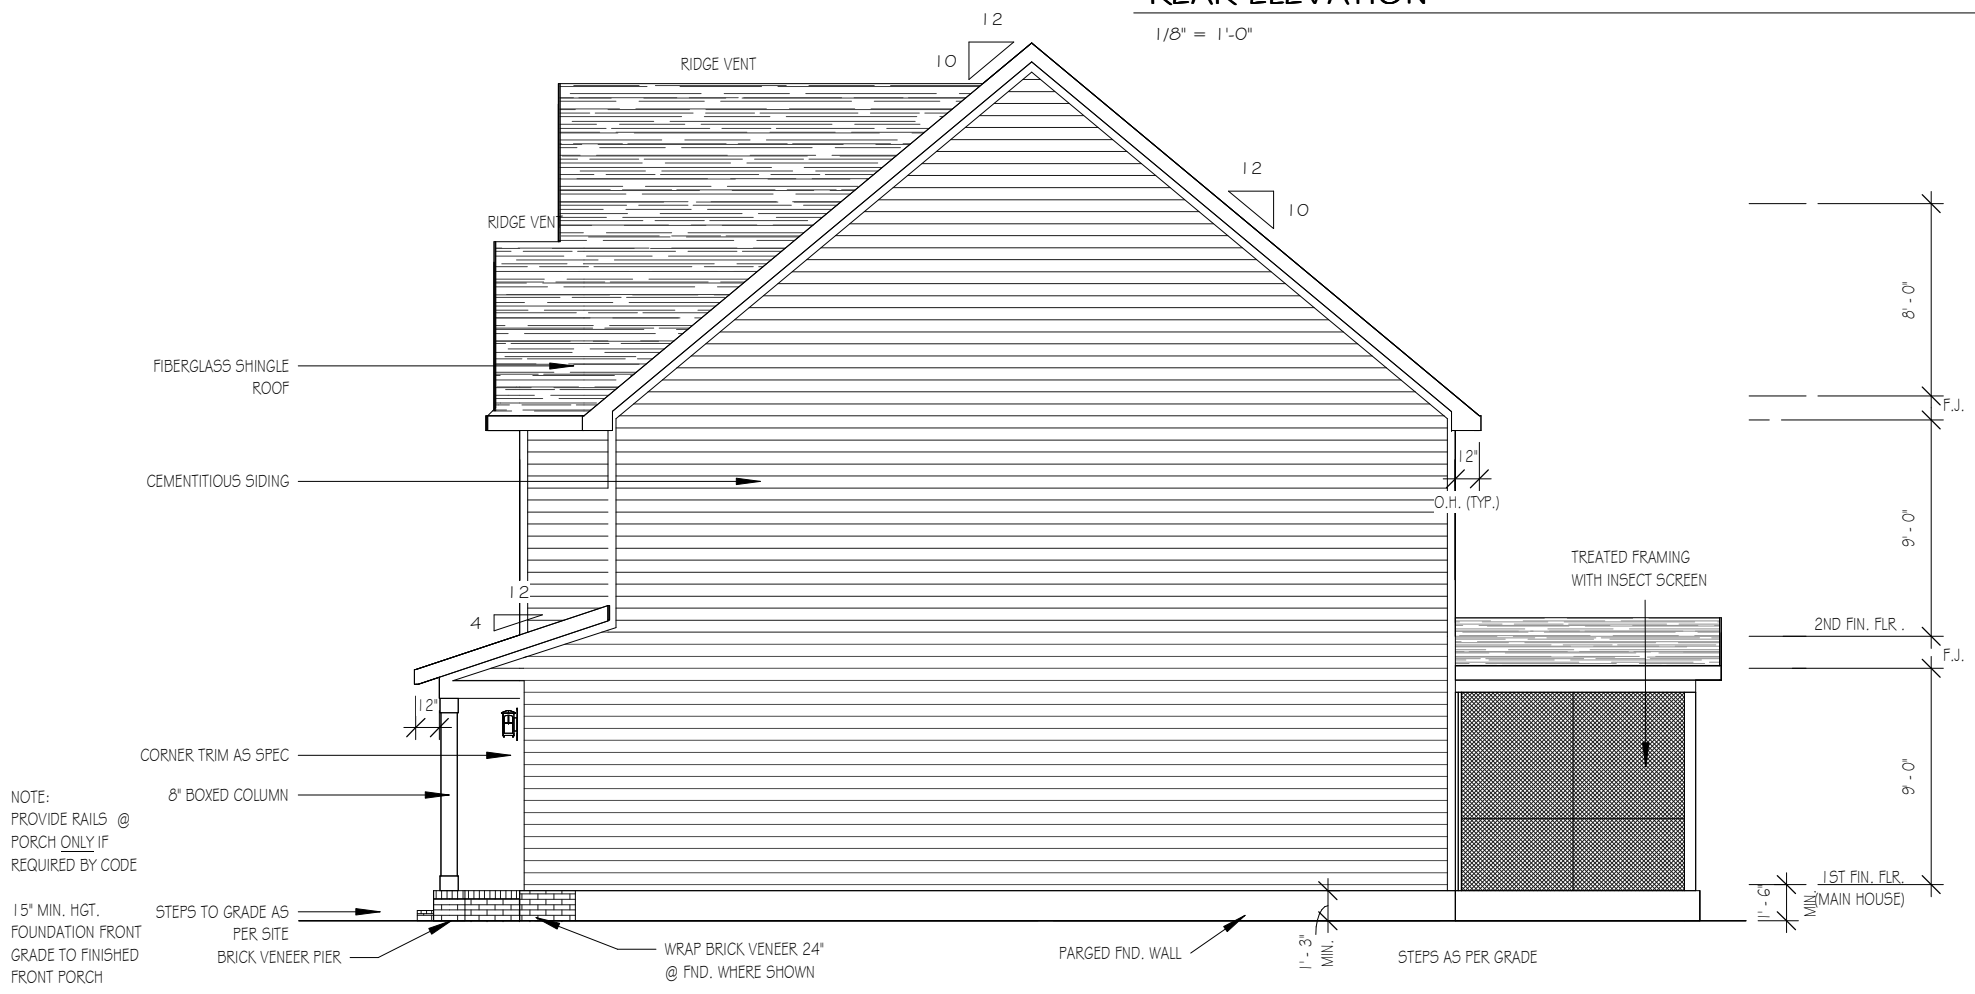 REAR ELEVATION
1/8" = 1'-0"
12
10
RIDGE VENT
12
10
RIDGE VENT
8'-0"
FIBERGLASS SHINGLE
ROOF
F.J.
CEMENTITIOUS SIDING
12"
O.H. (TYP.)
9'-0"
TREATED FRAMING
WITH INSECT SCREEN
12
4
2ND FIN. FLR.
F.J.
12"
CORNER TRIM AS SPEC
8" BOXED COLUMN
9'-0"
NOTE:
PROVIDE RAILS @
PORCH ONLY IF
REQUIRED BY CODE
15" MIN. HGT.
FOUNDATION FRONT
GRADE TO FINISHED
FRONT PORCH
STEPS TO GRADE AS
PER SITE
BRICK VENEER PIER
WRAP BRICK VENEER 24"
@ FND. WHERE SHOWN
PARGED FND. WALL
1'-3"
MIN.
STEPS AS PER GRADE
1'-6"
MIN.
1ST FIN. FLR.
(MAIN HOUSE)